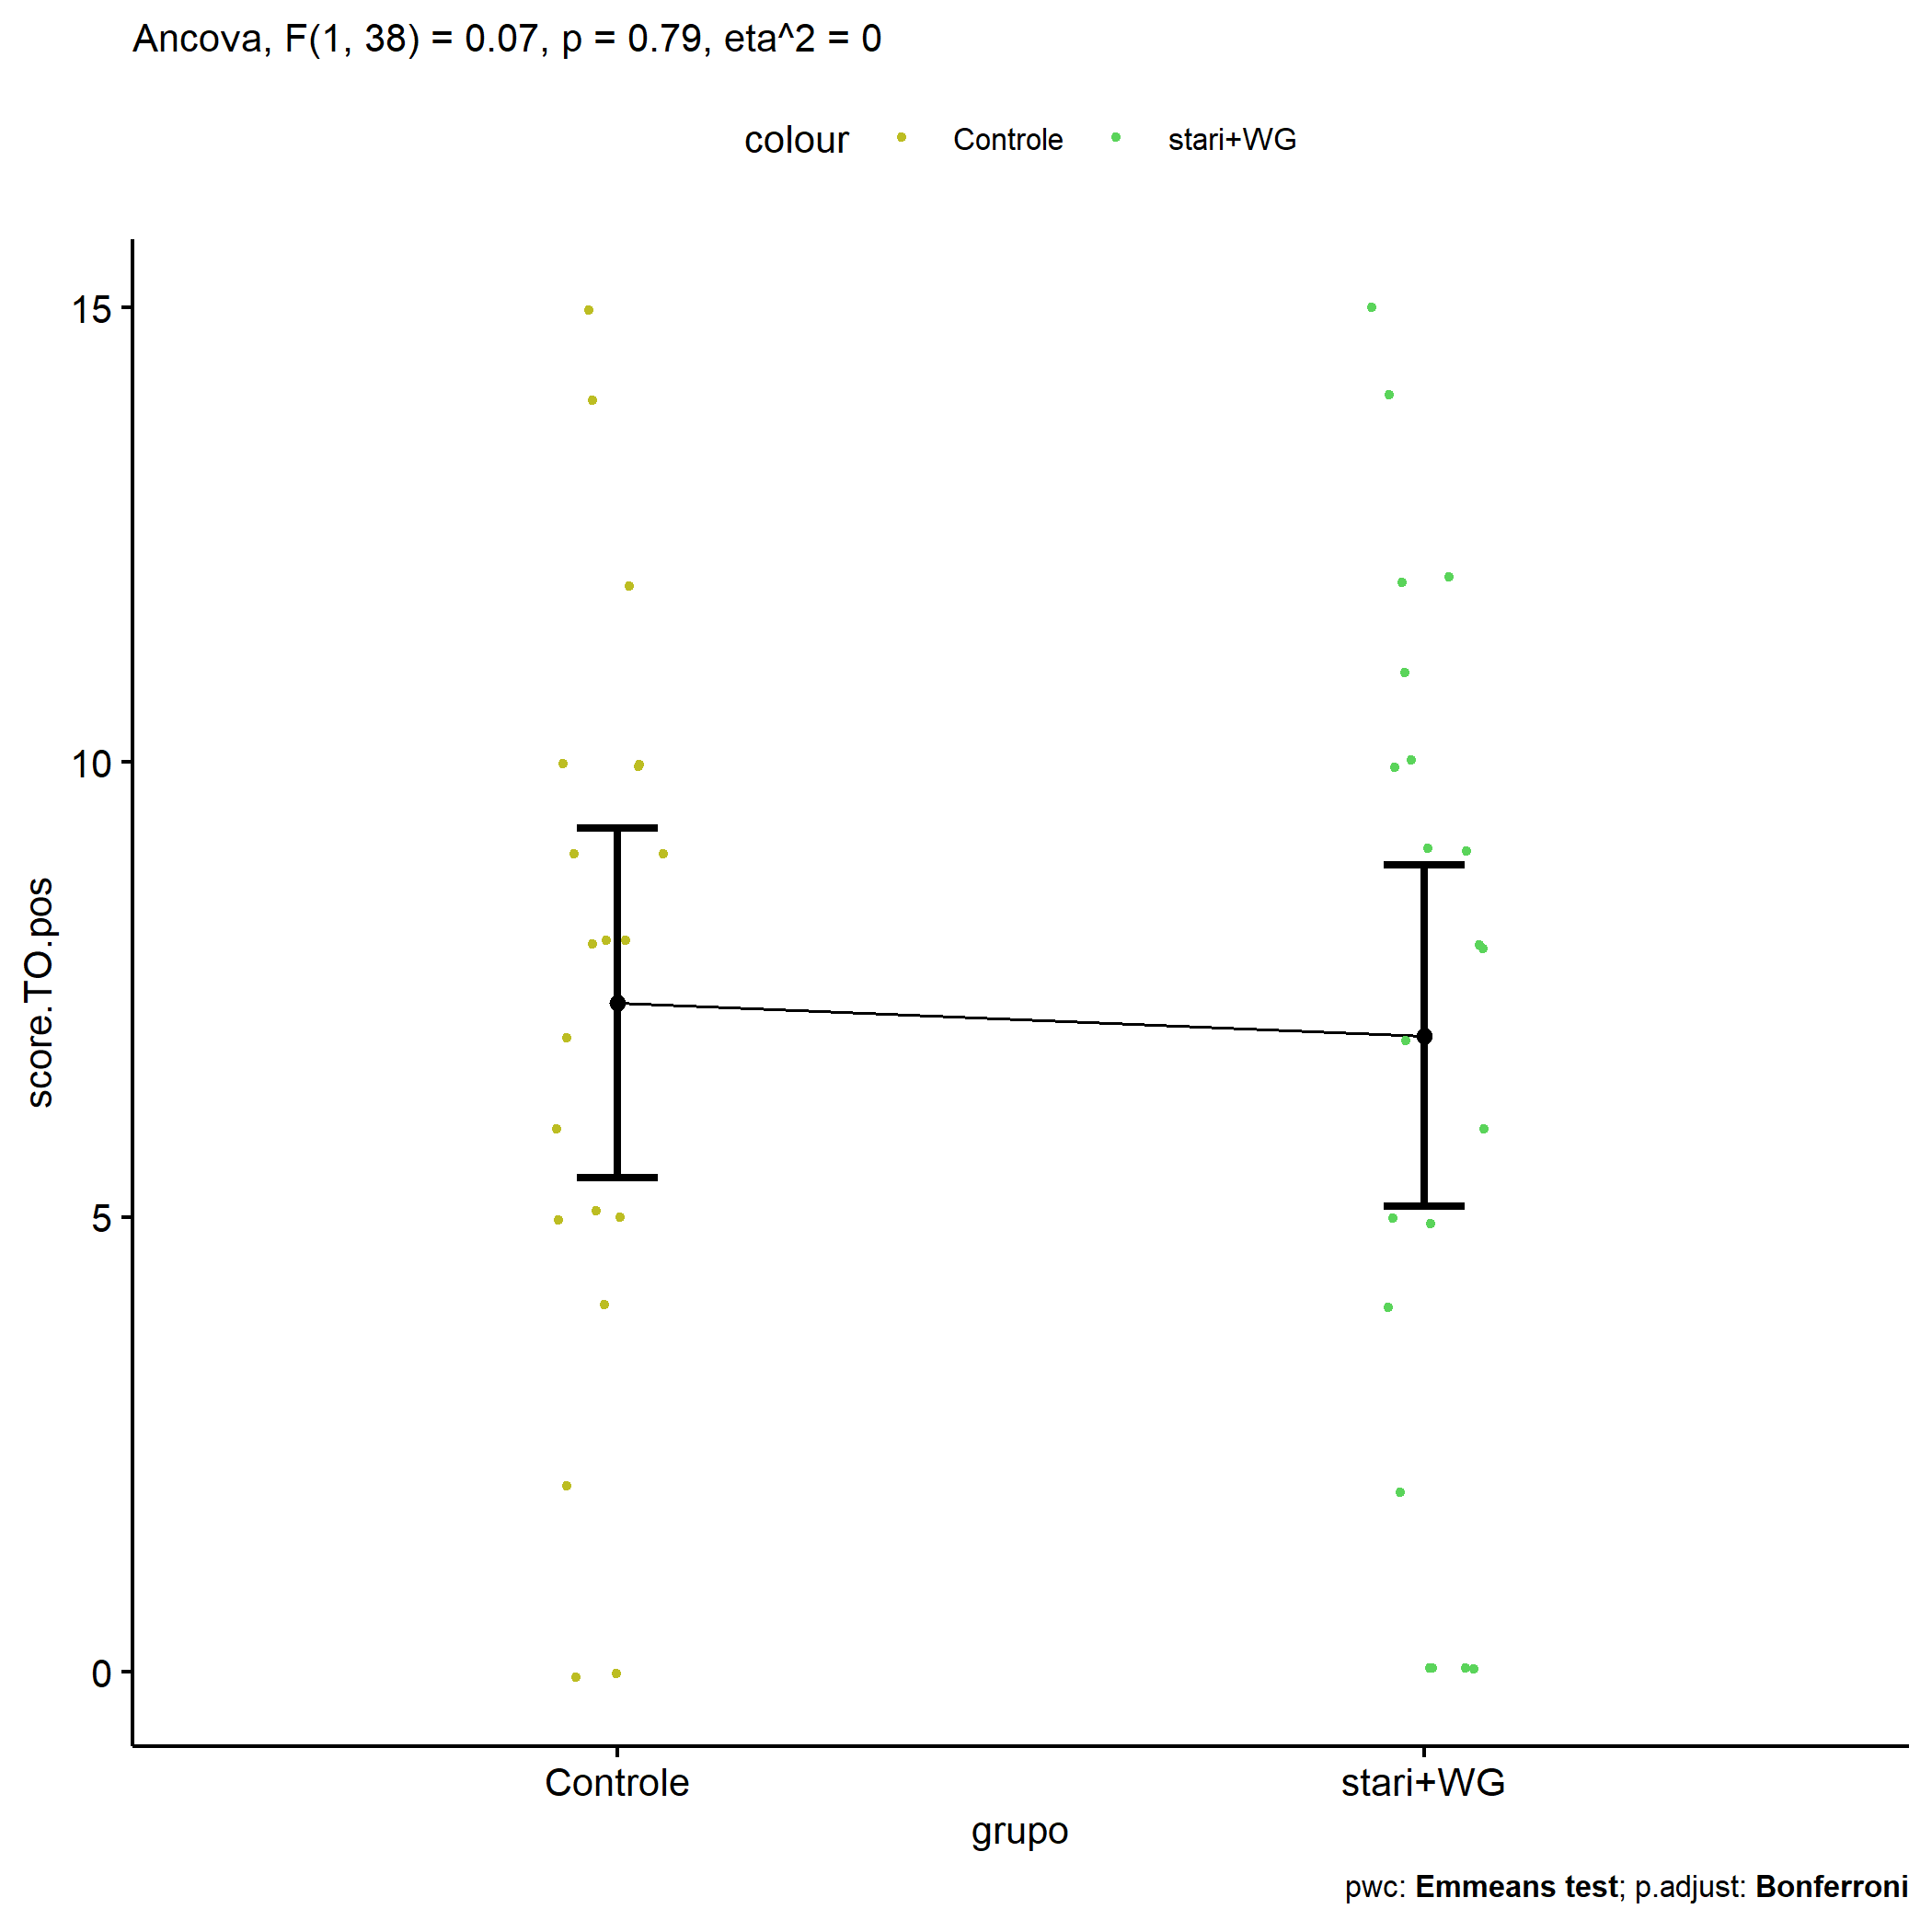 Ancova, F(1, 38) = 0.07, p = 0.79, eta^2 = 0
colour Controle stari+WG
15
10
5
0
score.TO.pos
Controle stari+WG
grupo
pwc: Emmeans test; p.adjust: Bonferroni